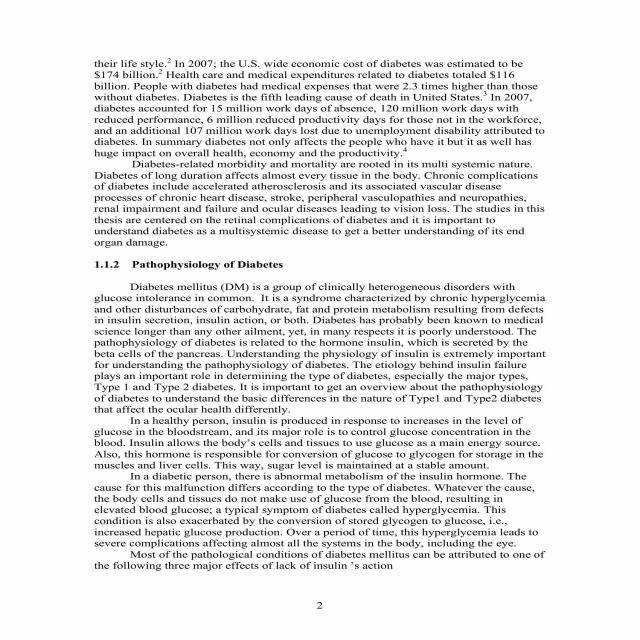 their life style.2 In 2007; the U.S. wide economic cost of diabetes was estimated to be
$174 billion.2 Health care and medical expenditures related to diabetes totaled $116
billion. People with diabetes had medical expenses that were 2.3 times higher than those
without diabetes. Diabetes is the fifth leading cause of death in United States.3 In 2007,
diabetes accounted for 15 million work days of absence, 120 million work days with
reduced performance, 6 million reduced productivity days for those not in the workforce,
and an additional 107 million work days lost due to unemployment disability attributed to
diabetes. In summary diabetes not only affects the people who have it but it as well has
huge impact on overall health, economy and the productivity.4
Diabetes-related morbidity and mortality are rooted in its multi systemic nature.
Diabetes of long duration affects almost every tissue in the body. Chronic complications
of diabetes include accelerated atherosclerosis and its associated vascular disease
processes of chronic heart disease, stroke, peripheral vasculopathies and neuropathies,
renal impairment and failure and ocular diseases leading to vision loss. The studies in this
thesis are centered on the retinal complications of diabetes and it is important to
understand diabetes as a multisystemic disease to get a better understanding of its end
organ damage.
1.1.2 Pathophysiology of Diabetes
Diabetes mellitus (DM) is a group of clinically heterogeneous disorders with
glucose intolerance in common. It is a syndrome characterized by chronic hyperglycemia
and other disturbances of carbohydrate, fat and protein metabolism resulting from defects
in insulin secretion, insulin action, or both. Diabetes has probably been known to medical
science longer than any other ailment, yet, in many respects it is poorly understood. The
pathophysiology of diabetes is related to the hormone insulin, which is secreted by the
beta cells of the pancreas. Understanding the physiology of insulin is extremely important
for understanding the pathophysiology of diabetes. The etiology behind insulin failure
plays an important role in determining the type of diabetes, especially the major types,
Type 1 and Type 2 diabetes. It is important to get an overview about the pathophysiology
of diabetes to understand the basic differences in the nature of Type1 and Type2 diabetes
that affect the ocular health differently.
In a healthy person, insulin is produced in response to increases in the level of
glucose in the bloodstream, and its major role is to control glucose concentration in the
blood. Insulin allows the body's cells and tissues to use glucose as a main energy source.
Also, this hormone is responsible for conversion of glucose to glycogen for storage in the
muscles and liver cells. This way, sugar level is maintained at a stable amount.
In a diabetic person, there is abnormal metabolism of the insulin hormone. The
cause for this malfunction differs according to the type of diabetes. Whatever the cause,
the body cells and tissues do not make use of glucose from the blood, resulting in
elevated blood glucose; a typical symptom of diabetes called hyperglycemia. This
condition is also exacerbated by the conversion of stored glycogen to glucose, i.e.,
increased hepatic glucose production. Over a period of time, this hyperglycemia leads to
severe complications affecting almost all the systems in the body, including the eye.
Most of the pathological conditions of diabetes mellitus can be attributed to one of
the following three major effects of lack of insulin 's action
2